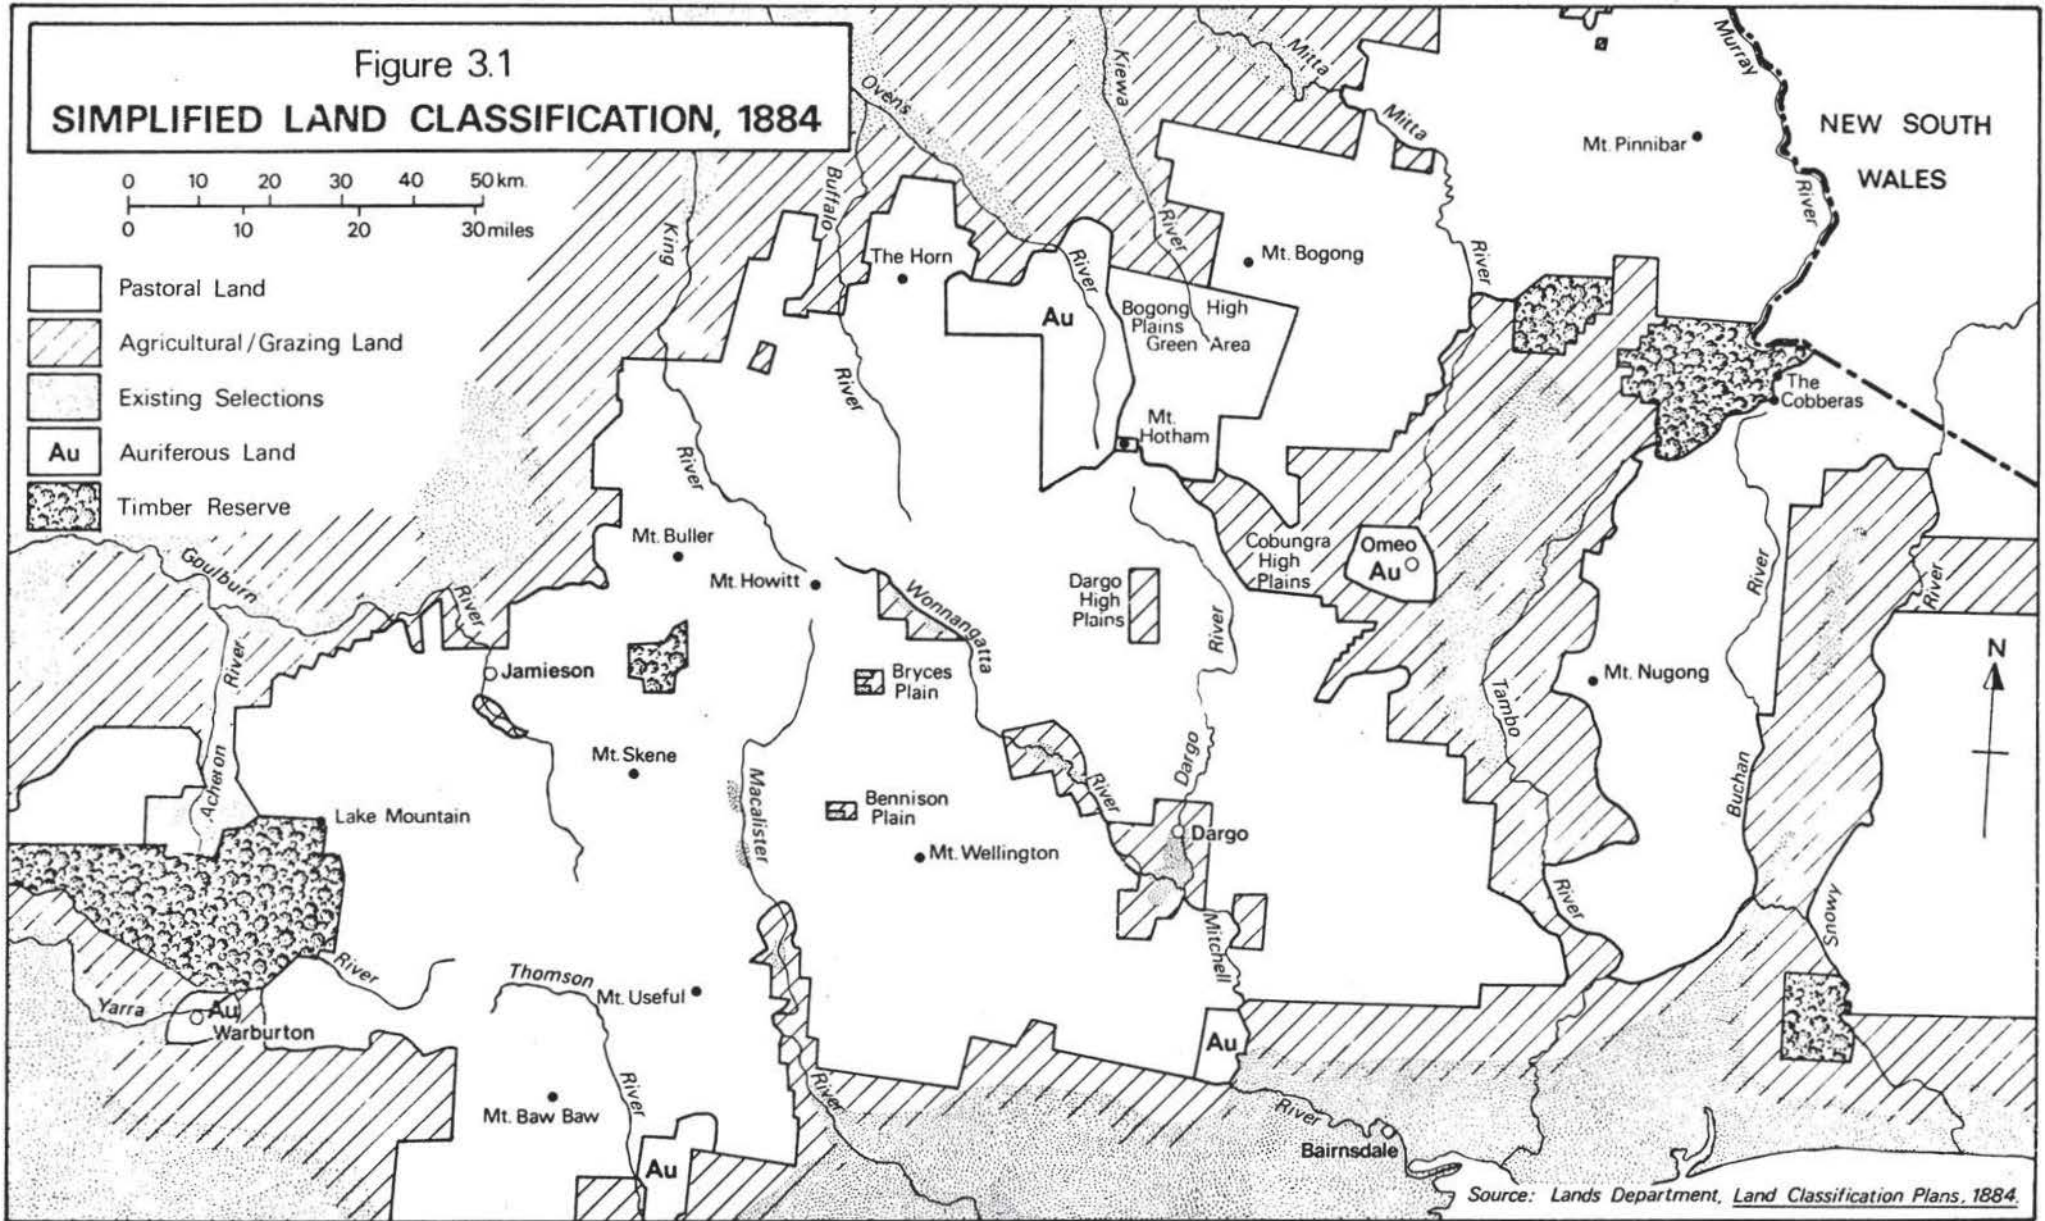 Figure 3.1
SIMPLIFIED LAND CLASSIFICATION, 1884
0 10 20 30 40 50 km.
0 10 20 30 miles
Pastoral Land
Agricultural/Grazing Land
Existing Selections
Au Auriferous Land
Timber Reserve
Ovens
River
Kiewa
River
Mitta
Mitta
River
Murray
River
NEW SOUTH
WALES
Mt. Pinnibar
King
River
Buffalo
River
The Horn
Au
Mt. Bogong
Bogong High
Plains
Green Area
Mt.
Hotham
The
Cobberas
Mt. Buller
Mt. Howitt
Goulburn
River
Wonnangatta
River
Dargo
High
Plains
Cobungra
High
Plains
Omeo
Au
River
River
River
N
Jamieson
Bryces
Plain
Mt. Nugong
Tambo
River
Acheron
River
Mt. Skene
Macalister
River
Dargo
Buchan
Lake Mountain
Bennison
Plain
Mt. Wellington
Dargo
Snowy
Mitchell
River
Yarra
River
Au
Warburton
Thomson
River
Mt. Useful
Au
Mt. Baw Baw
Au
Bairnsdale
Source: Lands Department, Land Classification Plans, 1884.